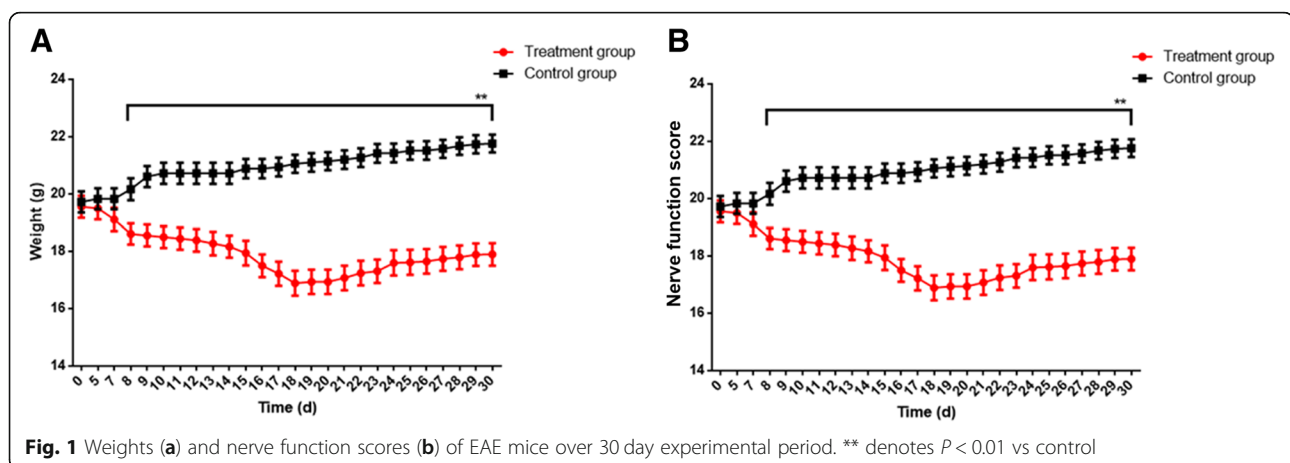 A
Treatment group
Control group
Weight (g)
24
22
20
18
16
14
**
0 5 7 8 9 10 11 12 13 14 15 16 17 18 19 20 21 22 23 24 25 26 27 28 29 30
Time (d)
B
Treatment group
Control group
Nerve function score
24
22
20
18
16
14
**
0 5 7 8 9 10 11 12 13 14 15 16 17 18 19 20 21 22 23 24 25 26 27 28 29 30
Time (d)
Fig. 1 Weights (a) and nerve function scores (b) of EAE mice over 30 day experimental period. ** denotes P < 0.01 vs control